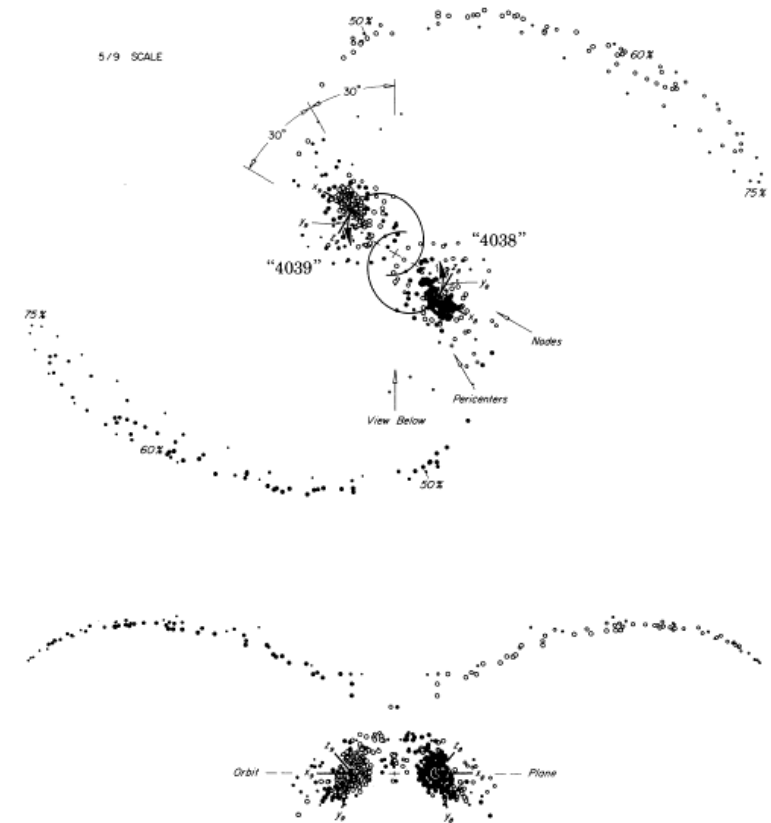 50%
5/9 SCALE
60%
30°
30°
75%
“4038”
“4039”
75%
Nodes
Pericenters
View Below
60%
50%
Orbit
Plane